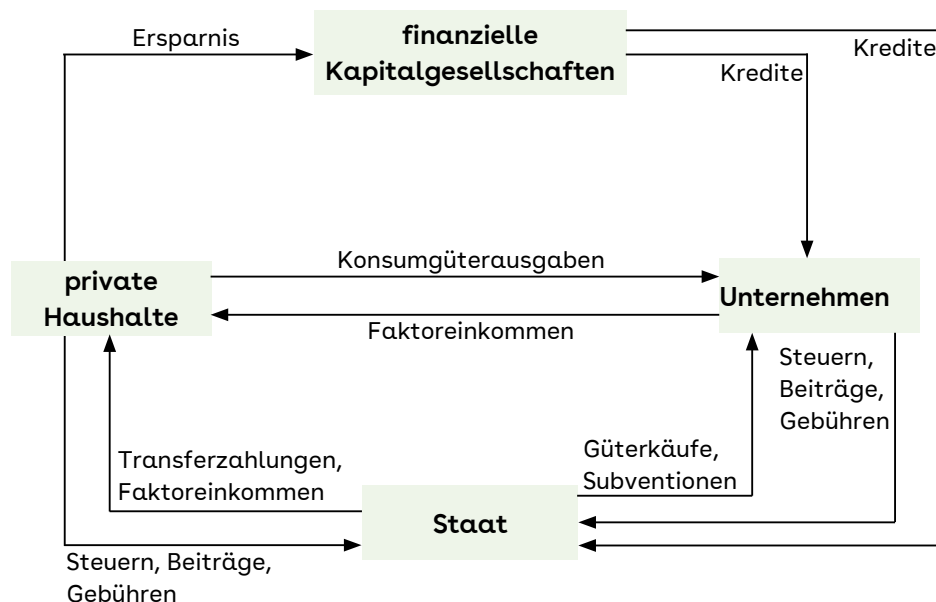 Ersparnis
finanzielle
Kapitalgesellschaften
Kredite
Kredite
private
Haushalte
Konsumgüterausgaben
Faktoreinkommen
Unternehmen
Steuern,
Beiträge,
Gebühren
Transferzahlungen,
Faktoreinkommen
Güterkäufe,
Subventionen
Staat
Steuern, Beiträge,
Gebühren